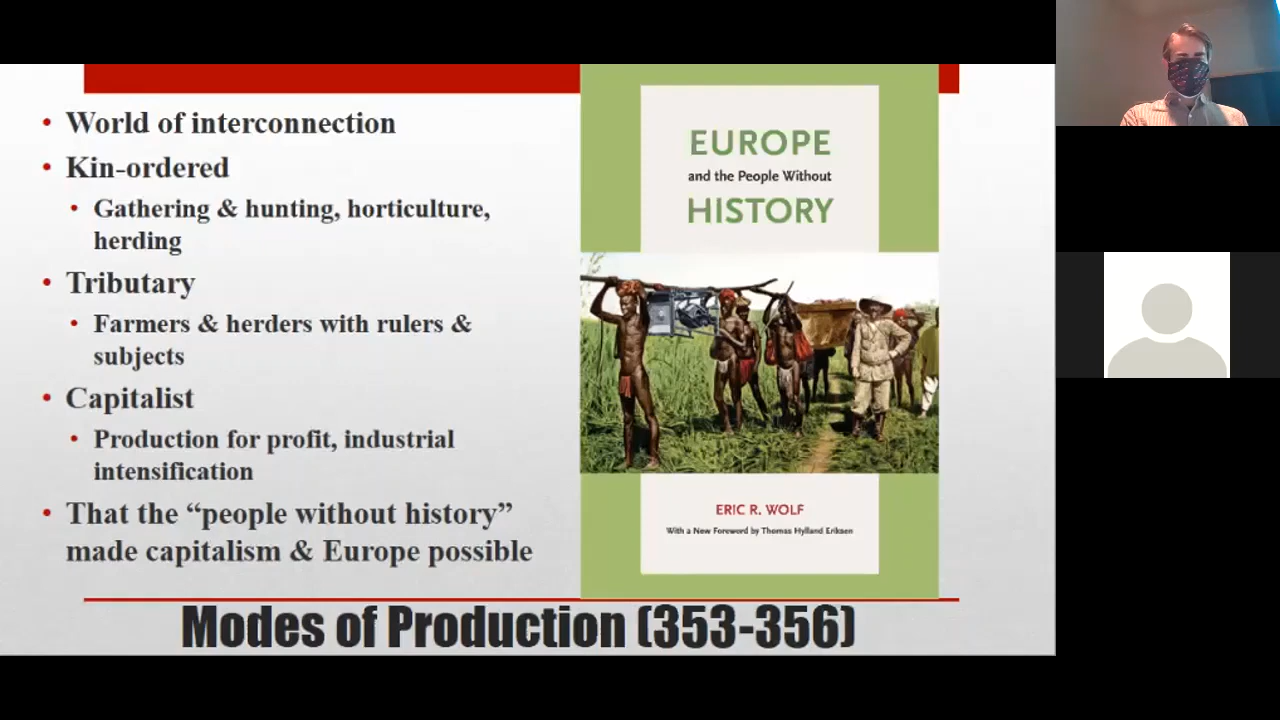 World of interconnection
Kin-ordered
Gathering & hunting, horticulture,
herding
Tributary
Farmers & herders with rulers &
subjects
Capitalist
Production for profit, industrial
intensification
That the “people without history”
made capitalism & Europe possible
EUROPE
and the People Without
HISTORY
ERIC R. WOLF
With a New Foreword by Thomas Hylland Eriksen
Modes of Production (353-356)